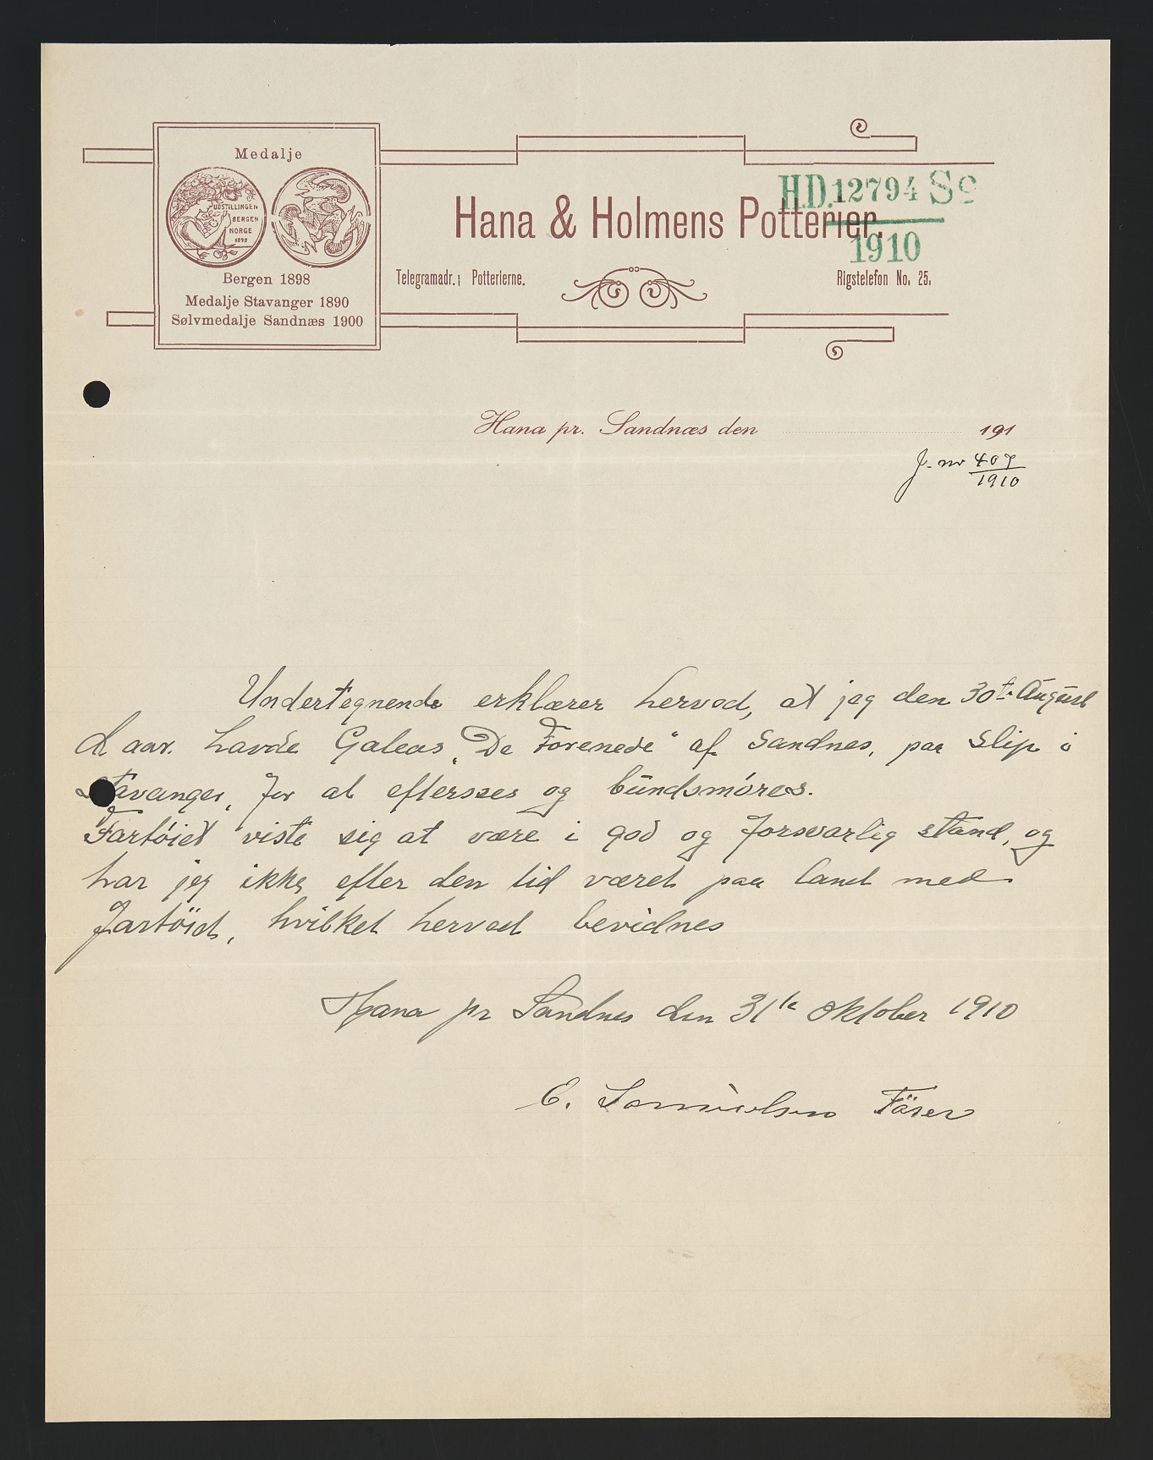 Medalje
UDSTILLINGEN
BERGEN
NORGE
1898
Bergen 1898
Medalje Stavanger 1890
Sølvmedalje Sandnæs 1900
Hana & Holmens Potterier.
H.D. 12794 Sc
1910
Telegramadr.: Potterierne.
Rigstelefon No. 25.
Hana pr. Sandnæs den 191
J. nr 407
1910
Undertegnende erklærer herved, at jeg den 30te August
d. aar. havde Galeas „De Forenede“ af Sandnes, paa Slip i
Stavanger, for at eftersees og bundsmøres.
Fartøiet viste sig at være i god og forsvarlig stand, og
har jeg ikke efter den tid været paa land med
fartøiet, hvilket herved bevidnes
Hana pr Sandnes den 31te Oktober 1910
E. Samuelsen Fører